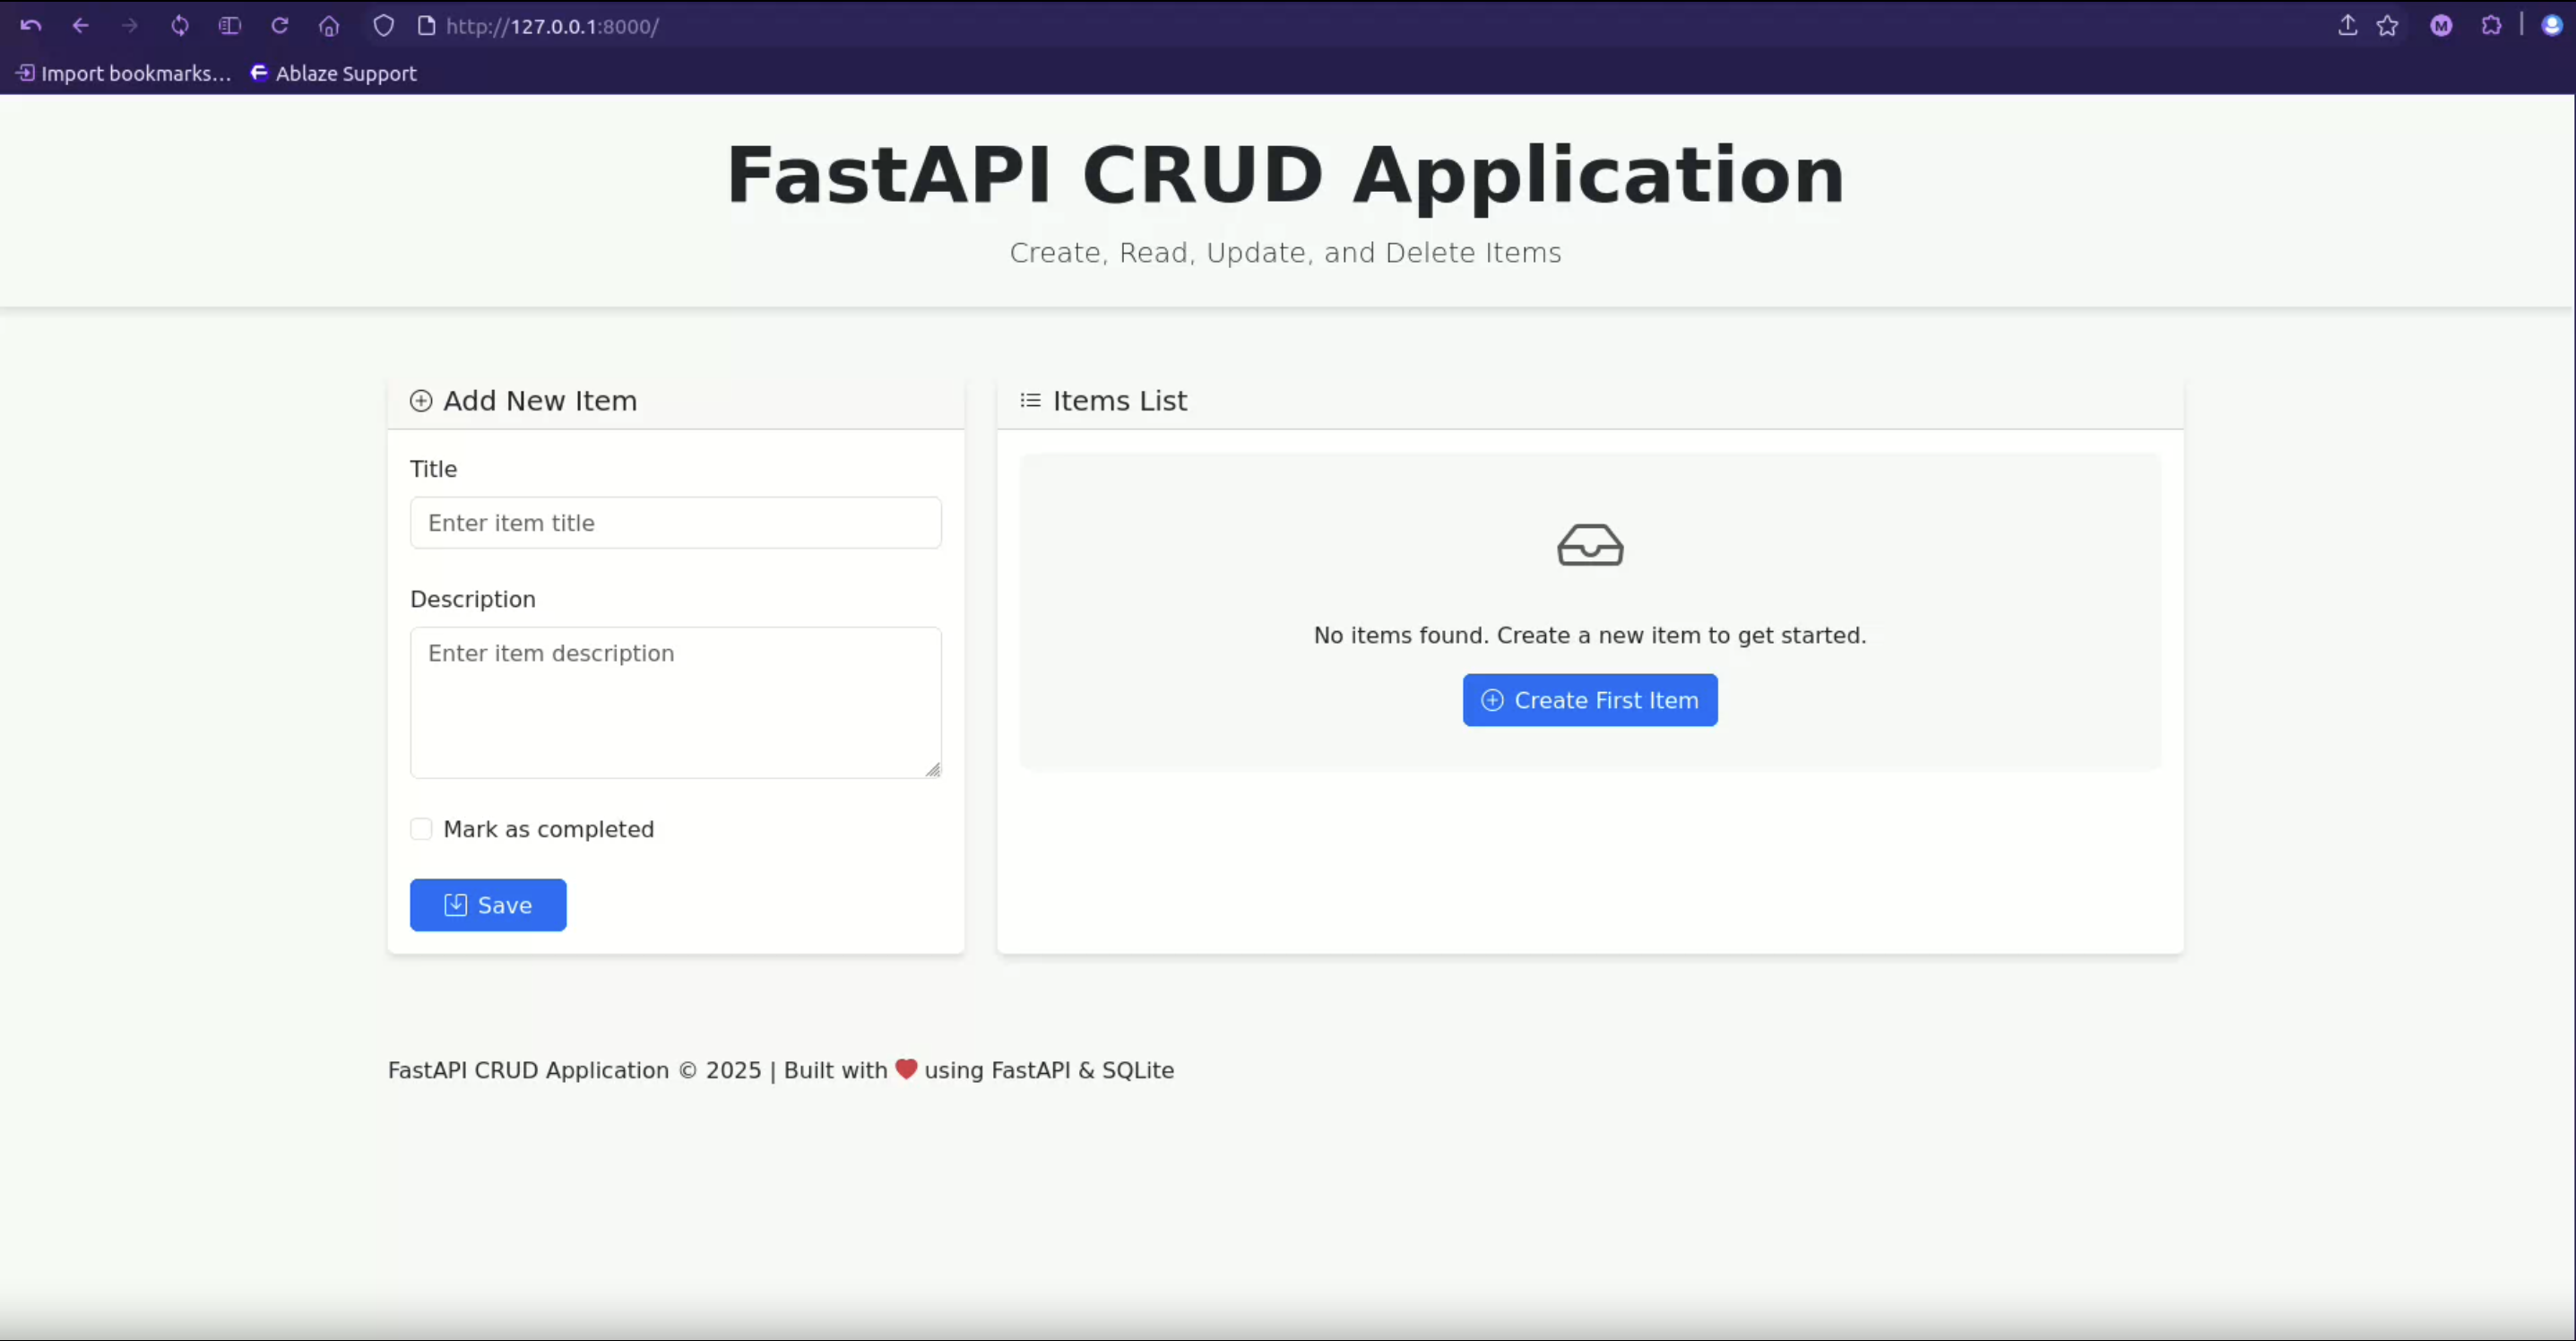 http://127.0.0.1:8000/
M
Import bookmarks... Ablaze Support
FastAPI CRUD Application
Create, Read, Update, and Delete Items
Add New Item
Title
Enter item title
Description
Enter item description
Mark as completed
Save
Items List
No items found. Create a new item to get started.
Create First Item
FastAPI CRUD Application © 2025 | Built with ❤️ using FastAPI & SQLite